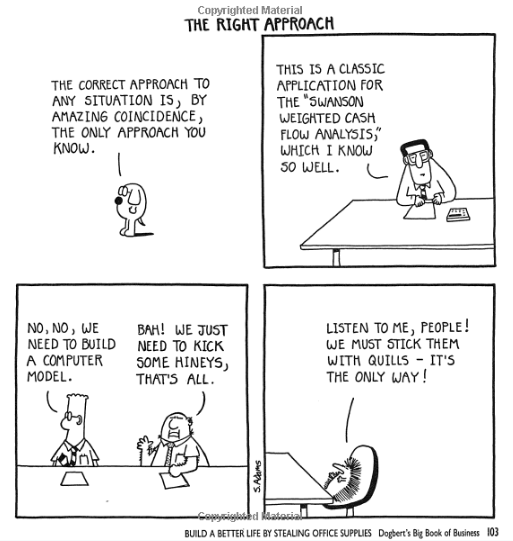 Copyrighted Material
THE RIGHT APPROACH
THE CORRECT APPROACH TO
ANY SITUATION IS, BY
AMAZING COINCIDENCE,
THE ONLY APPROACH YOU
KNOW.
THIS IS A CLASSIC
APPLICATION FOR
THE "SWANSON
WEIGHTED CASH
FLOW ANALYSIS,"
WHICH I KNOW
SO WELL.
NO, NO, WE
NEED TO BUILD
A COMPUTER
MODEL.
BAH! WE JUST
NEED TO KICK
SOME HINEYS,
THAT'S ALL.
LISTEN TO ME, PEOPLE!
WE MUST STICK THEM
WITH QUILLS – IT'S
THE ONLY WAY!
S. Adams
Copyrighted Material
BUILD A BETTER LIFE BY STEALING OFFICE SUPPLIES Dogbert's Big Book of Business 103